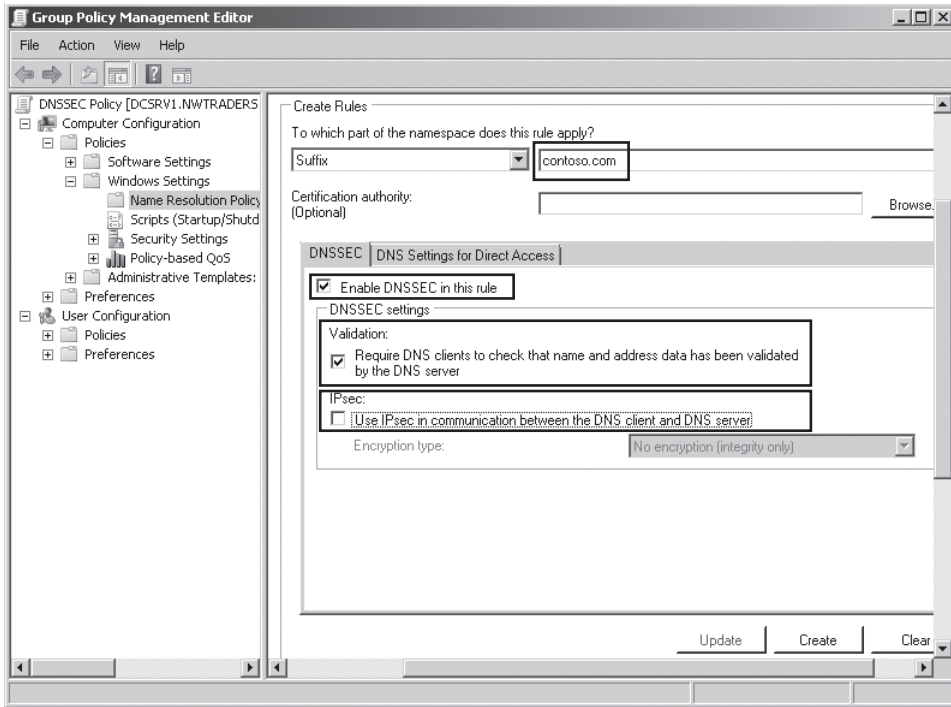 Group Policy Management Editor
File Action View Help
DNSSEC Policy [DCSRV1.NWTRADERS
Computer Configuration
Policies
Software Settings
Windows Settings
Name Resolution Policy
Scripts (Startup/Shutd
Security Settings
Policy-based QoS
Administrative Templates:
Preferences
User Configuration
Policies
Preferences
Create Rules
To which part of the namespace does this rule apply?
Suffix contoso.com
Certification authority:
(Optional)
Browse.
DNSSEC DNS Settings for Direct Access
Enable DNSSEC in this rule
DNSSEC settings
Validation:
Require DNS clients to check that name and address data has been validated
by the DNS server
IPsec:
Use IPsec in communication between the DNS client and DNS server
Encryption type: No encryption (integrity only)
Update Create Clear